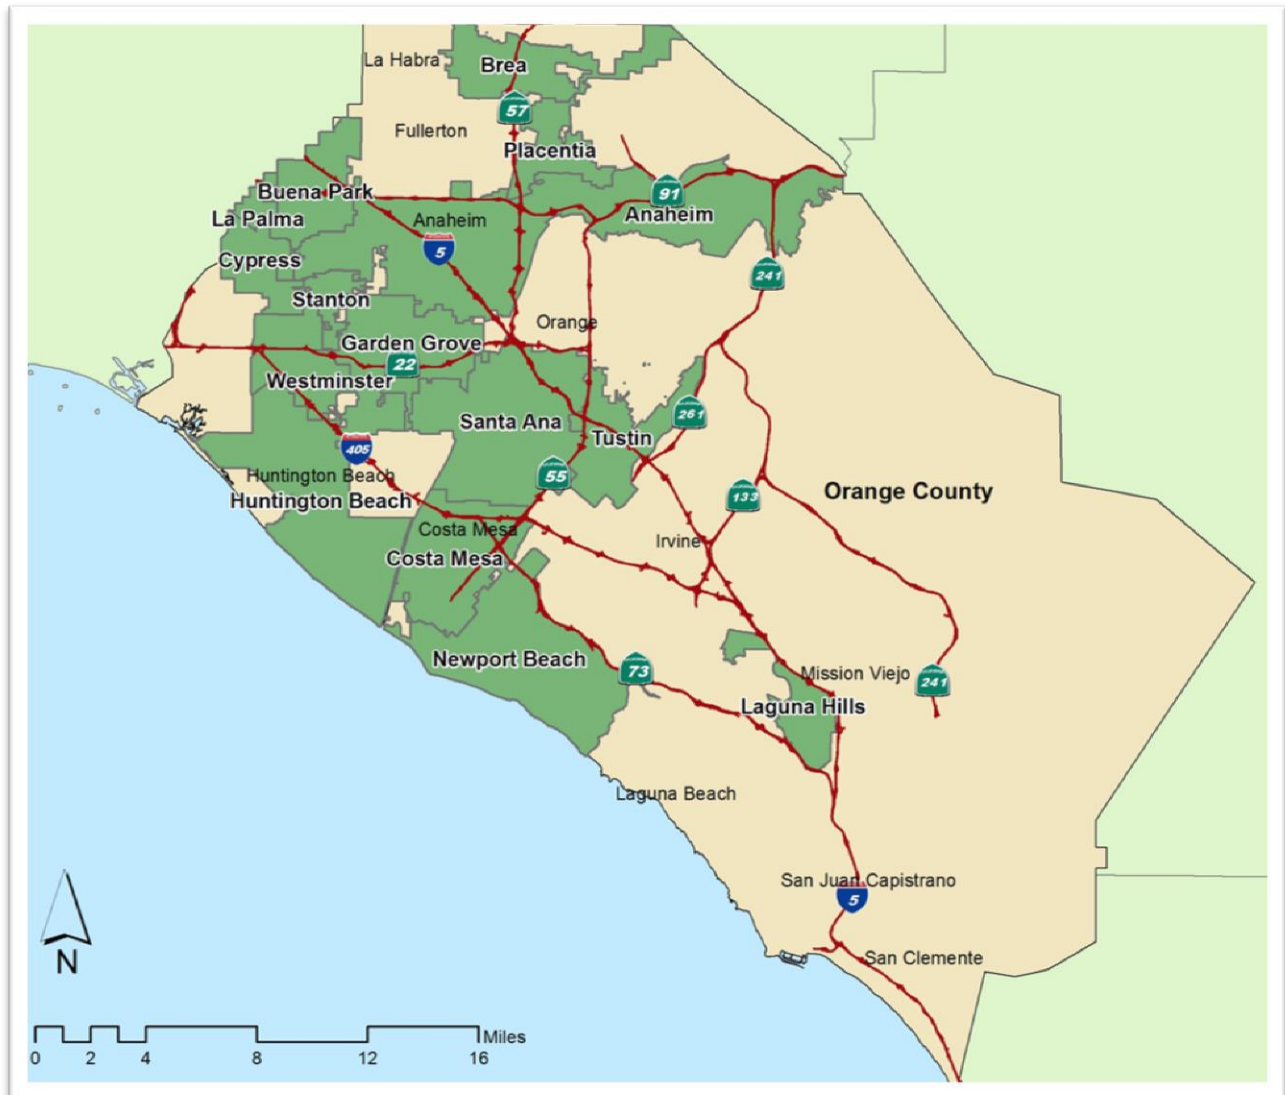 La Habra
Brea
57
Fullerton
Placentia
Buena Park
91
La Palma
Anaheim
Anaheim
5
Cypress
241
Stanton
Orange
Garden Grove
22
Westminster
261
Santa Ana
Tustin
405
Huntington Beach
55
Huntington Beach
133
Orange County
Costa Mesa
Irvine
Costa Mesa
Newport Beach
73
Mission Viejo
241
Laguna Hills
Laguna Beach
San Juan Capistrano
5
San Clemente
N
Miles
0 2 4 8 12 16